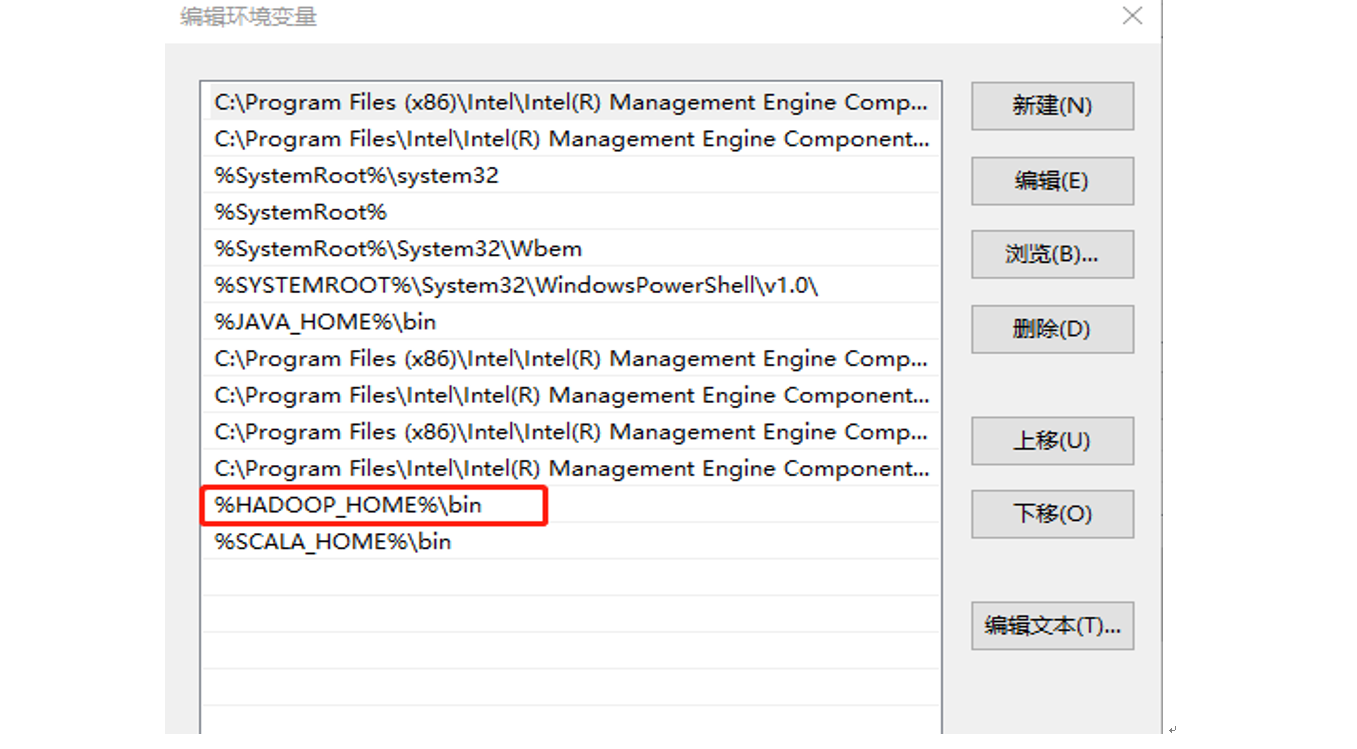 编辑环境变量
C:\Program Files (x86)\Intel\Intel(R) Management Engine Comp...
C:\Program Files\Intel\Intel(R) Management Engine Component...
%SystemRoot%\system32
%SystemRoot%
%SystemRoot%\System32\Wbem
%SYSTEMROOT%\System32\WindowsPowerShell\v1.0\
%JAVA_HOME%\bin
C:\Program Files (x86)\Intel\Intel(R) Management Engine Comp...
C:\Program Files\Intel\Intel(R) Management Engine Component...
C:\Program Files (x86)\Intel\Intel(R) Management Engine Comp...
C:\Program Files\Intel\Intel(R) Management Engine Component...
%HADOOP_HOME%\bin
%SCALA_HOME%\bin
新建(N)
编辑(E)
浏览(B)...
删除(D)
上移(U)
下移(O)
编辑文本(T)...